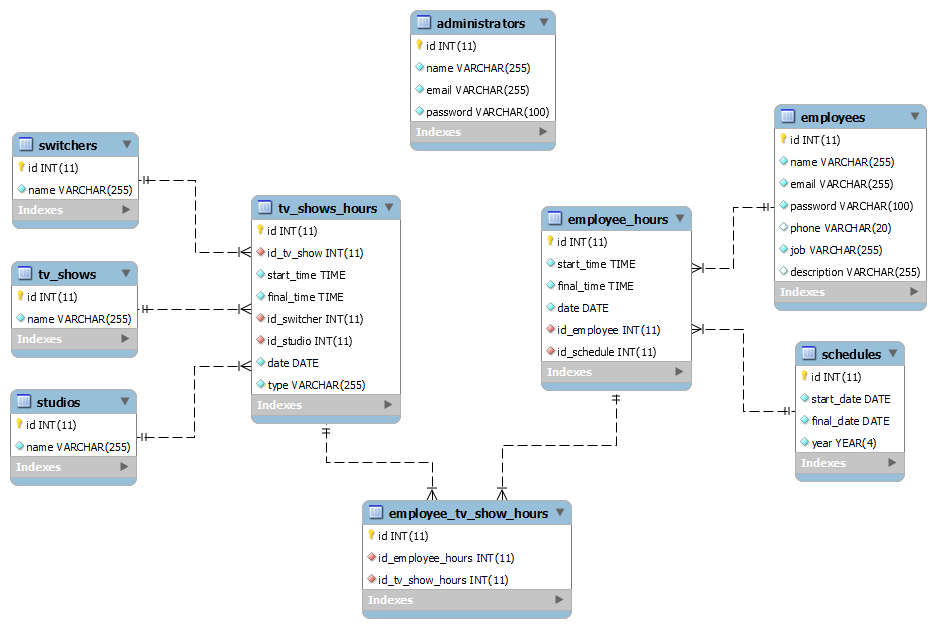 administrators
id INT(11)
name VARCHAR(255)
email VARCHAR(255)
password VARCHAR(100)
Indexes
switchers
id INT(11)
name VARCHAR(255)
Indexes
tv_shows
id INT(11)
name VARCHAR(255)
Indexes
studios
id INT(11)
name VARCHAR(255)
Indexes
tv_shows_hours
id INT(11)
id_tv_show INT(11)
start_time TIME
final_time TIME
id_switcher INT(11)
id_studio INT(11)
date DATE
type VARCHAR(255)
Indexes
employee_hours
id INT(11)
start_time TIME
final_time TIME
date DATE
id_employee INT(11)
id_schedule INT(11)
Indexes
employees
id INT(11)
name VARCHAR(255)
email VARCHAR(255)
password VARCHAR(100)
phone VARCHAR(20)
job VARCHAR(255)
description VARCHAR(255)
Indexes
schedules
id INT(11)
start_date DATE
final_date DATE
year YEAR(4)
Indexes
employee_tv_show_hours
id INT(11)
id_employee_hours INT(11)
id_tv_show_hours INT(11)
Indexes